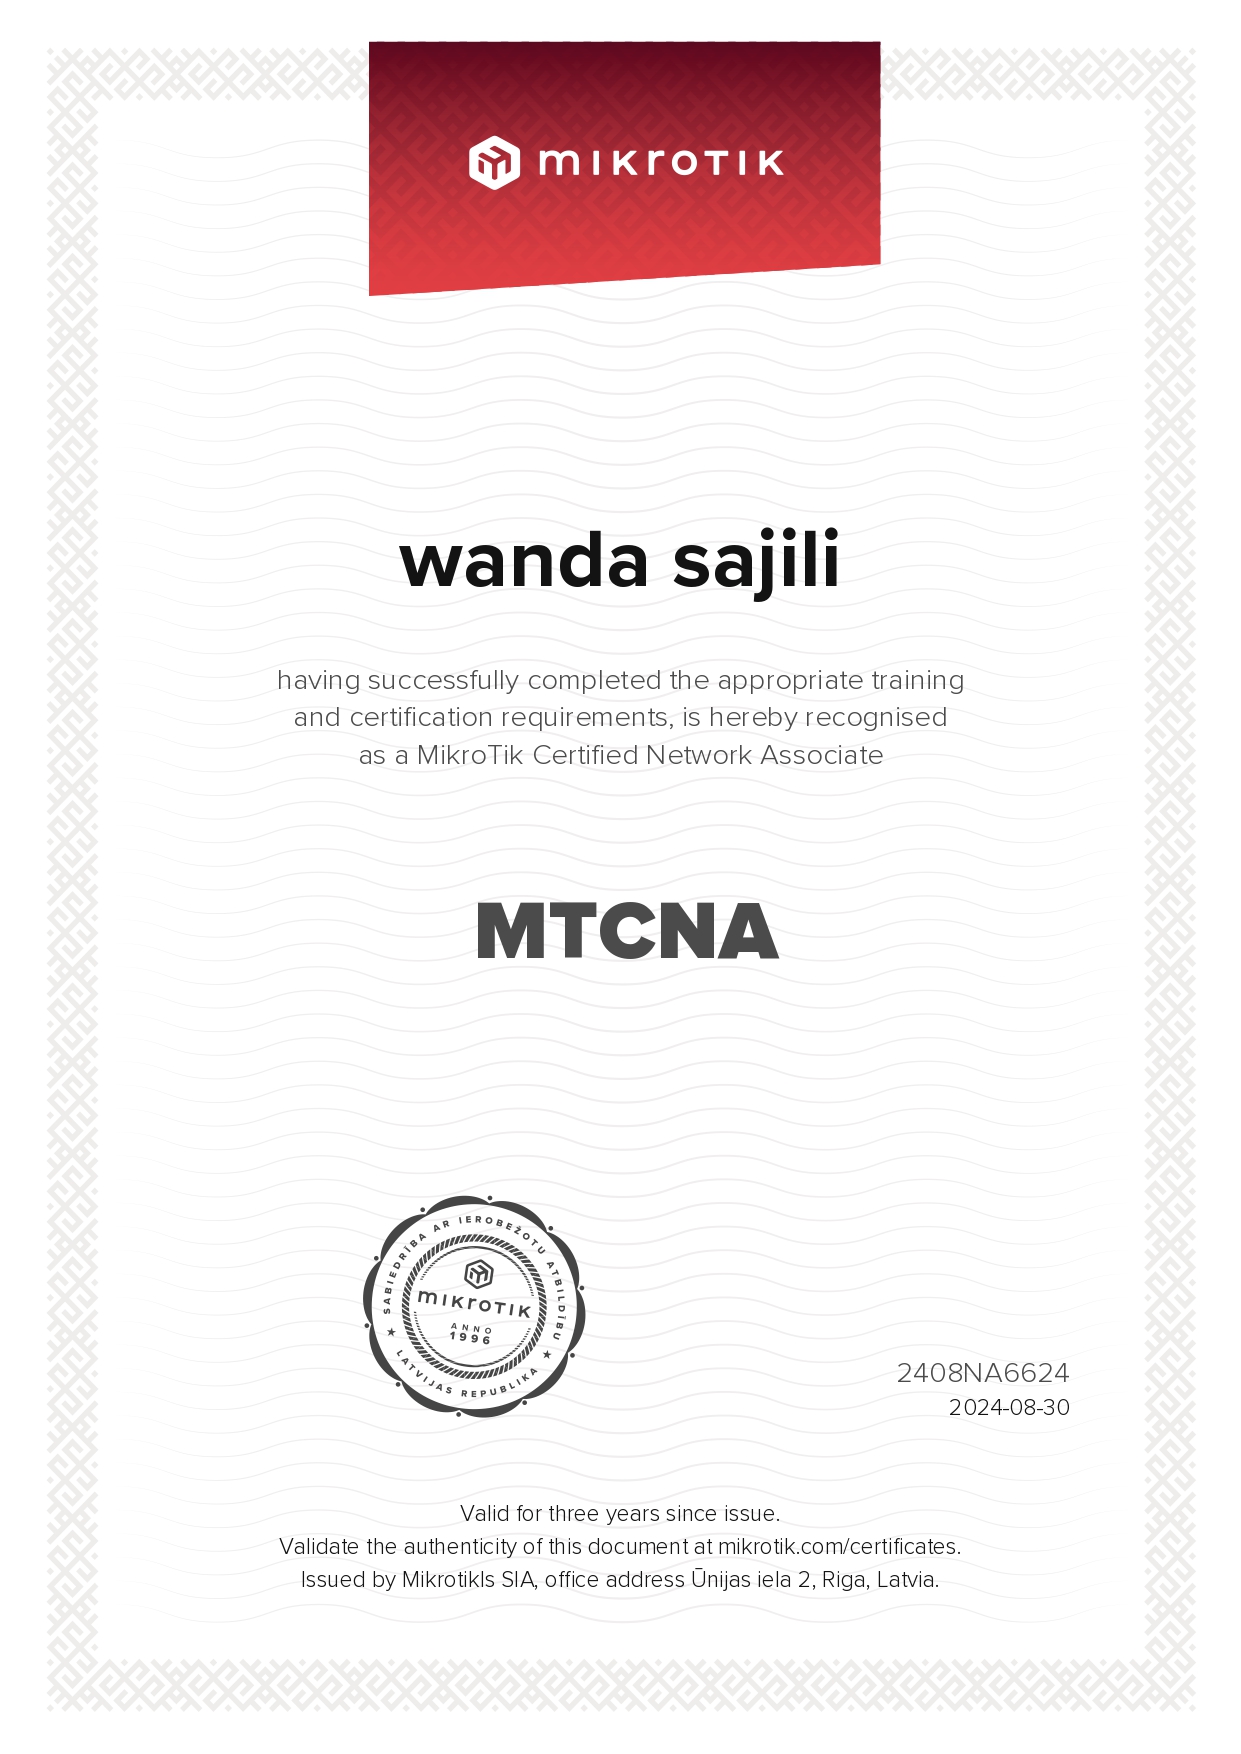 mikrotik
wanda sajili
having successfully completed the appropriate training
and certification requirements, is hereby recognised
as a MikroTik Certified Network Associate
MTCNA
SABIEDRĪBA AR IEROBEŽOTU ATBILDĪBU
mikrotik
ANNO
1996
★ LATVIJAS REPUBLIKA ★
2408NA6624
2024-08-30
Valid for three years since issue.
Validate the authenticity of this document at mikrotik.com/certificates.
Issued by Mikrotikls SIA, office address Ūnijas iela 2, Riga, Latvia.